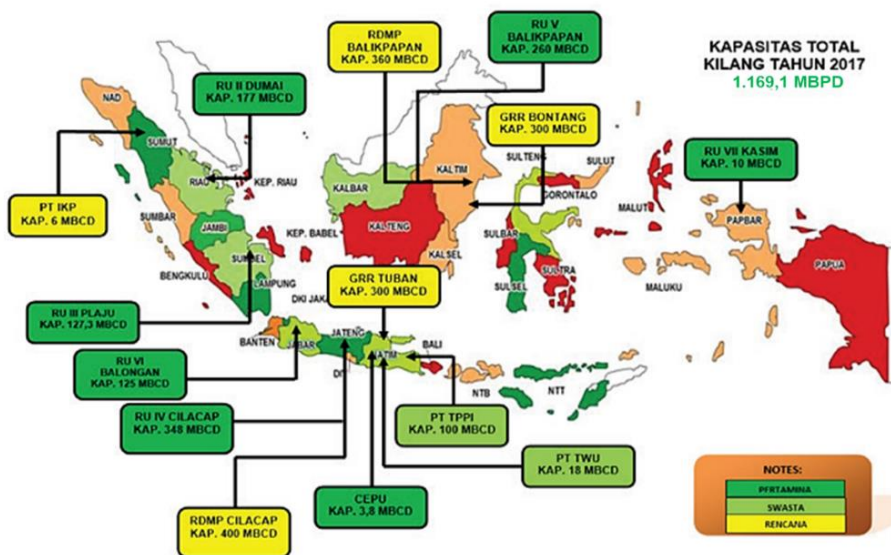 KAPASITAS TOTAL
KILANG TAHUN 2017
1.169,1 MBPD
RU II DUMAI
KAP. 177 MBCD
RDMP
BALIKPAPAN
KAP. 360 MBCD
RU V
BALIKPAPAN
KAP. 260 MBCD
GRR BONTANG
KAP. 300 MBCD
RU VII KASIM
KAP. 10 MBCD
PT IKP
KAP. 6 MBCD
NAD
SUMUT
RIAU
KEP. RIAU
SUMBAR
JAMBI
KEP. BABEL
BENGKULU
LAMPUNG
KALBAR
KALTENG
KALTIM
KALSEL
SULTENG
SULUT
GORONTALO
SULBAR
SULSEL
SULTRA
MALUT
MALUKU
PAPBAR
PAPUA
GRR TUBAN
KAP. 300 MBCD
RU III PLAJU
KAP. 127,3 MBCD
BANTEN
JABAR
JATENG
BALI
NTB
NTT
RU VI
BALONGAN
KAP. 125 MBCD
RU IV CILACAP
KAP. 348 MBCD
PT TPPI
KAP. 100 MBCD
PT TWU
KAP. 18 MBCD
RDMP CILACAP
KAP. 400 MBCD
CEPU
KAP. 3,8 MBCD
NOTES:
PERTAMINA
SWASTA
RENCANA